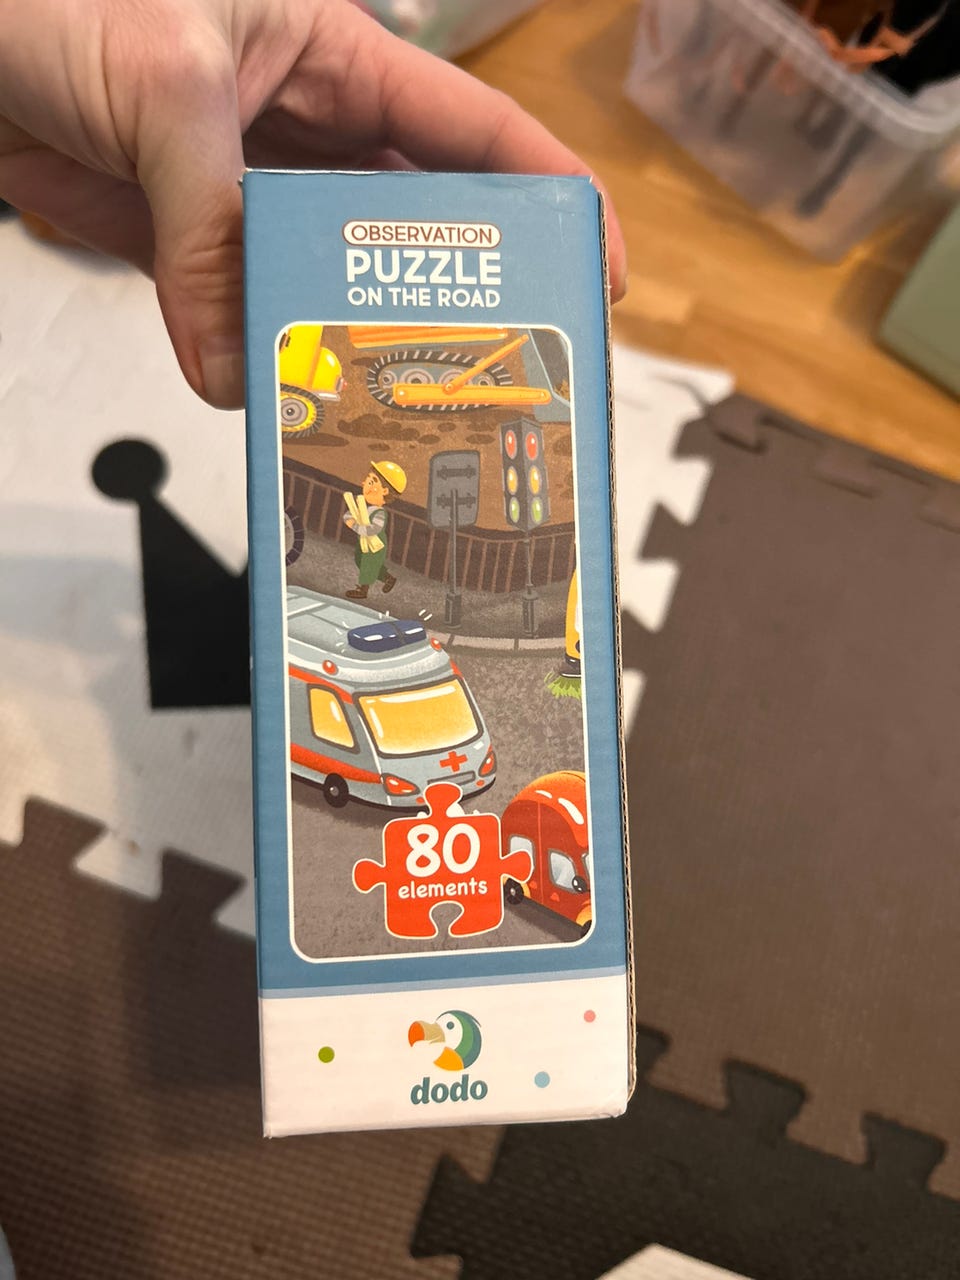 OBSERVATION
PUZZLE
ON THE ROAD
80
elements
dodo